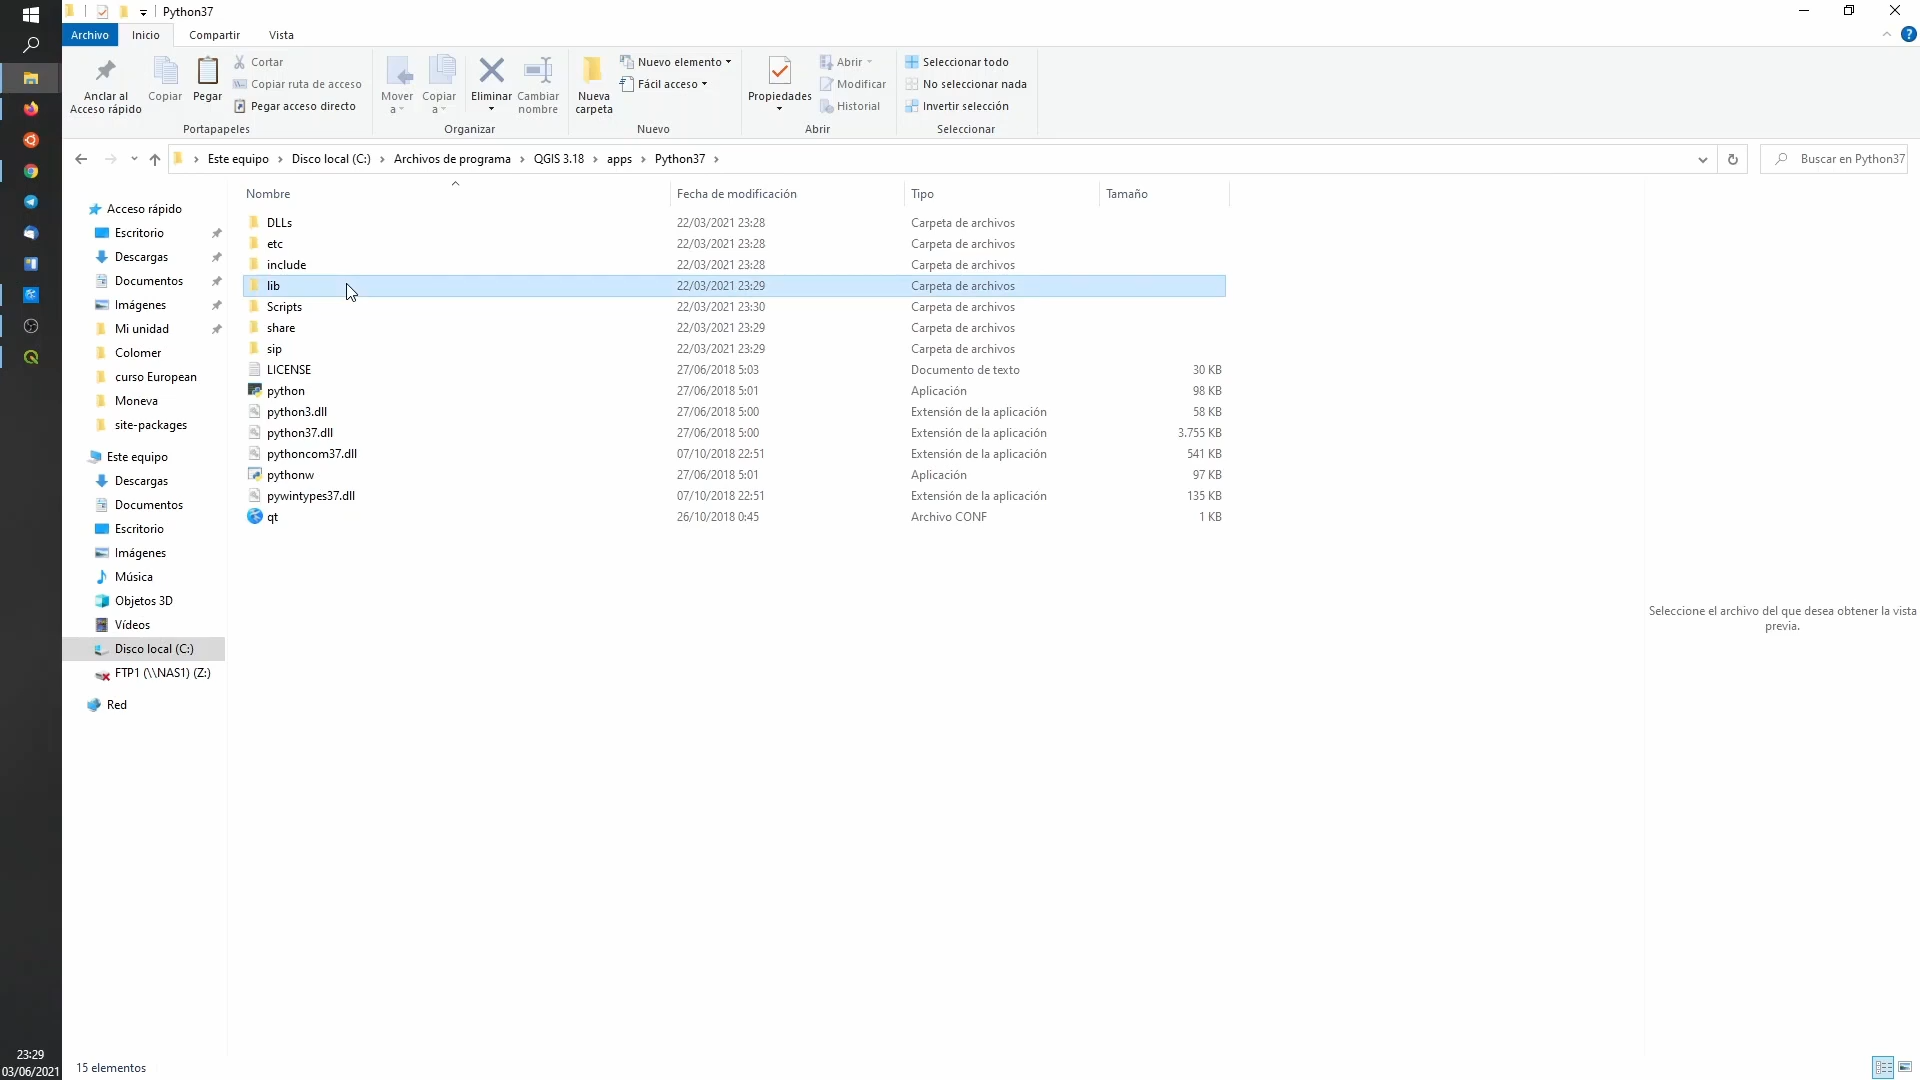 Python37
Archivo Inicio Compartir Vista
Anclar al
Acceso rápido
Copiar
Pegar
Cortar
Copiar ruta de acceso
Pegar acceso directo
Portapapeles
Mover
a
Copiar
a
Eliminar
Cambiar
nombre
Organizar
Nueva
carpeta
Nuevo elemento
Fácil acceso
Nuevo
Propiedades
Abrir
Modificar
Historial
Abrir
Seleccionar todo
No seleccionar nada
Invertir selección
Seleccionar
Este equipo > Disco local (C:) > Archivos de programa > QGIS 3.18 > apps > Python37 >
Buscar en Python37
Nombre Fecha de modificación Tipo Tamaño
DLLs 22/03/2021 23:28 Carpeta de archivos
etc 22/03/2021 23:28 Carpeta de archivos
include 22/03/2021 23:28 Carpeta de archivos
lib 22/03/2021 23:29 Carpeta de archivos
Scripts 22/03/2021 23:30 Carpeta de archivos
share 22/03/2021 23:29 Carpeta de archivos
sip 22/03/2021 23:29 Carpeta de archivos
LICENSE 27/06/2018 5:03 Documento de texto 30 KB
python 27/06/2018 5:01 Aplicación 98 KB
python3.dll 27/06/2018 5:00 Extensión de la aplicación 58 KB
python37.dll 27/06/2018 5:00 Extensión de la aplicación 3.755 KB
pythoncom37.dll 07/10/2018 22:51 Extensión de la aplicación 541 KB
pythonw 27/06/2018 5:01 Aplicación 97 KB
pywintypes37.dll 07/10/2018 22:51 Extensión de la aplicación 135 KB
qt 26/10/2018 0:45 Archivo CONF 1 KB
Acceso rápido
Escritorio
Descargas
Documentos
Imágenes
Mi unidad
Colomer
curso European
Moneva
site-packages
Este equipo
Descargas
Documentos
Escritorio
Imágenes
Música
Objetos 3D
Vídeos
Disco local (C:)
FTP1 (\\NAS1) (Z:)
Red
Seleccione el archivo del que desea obtener la vista
previa.
15 elementos
23:29
03/06/2021